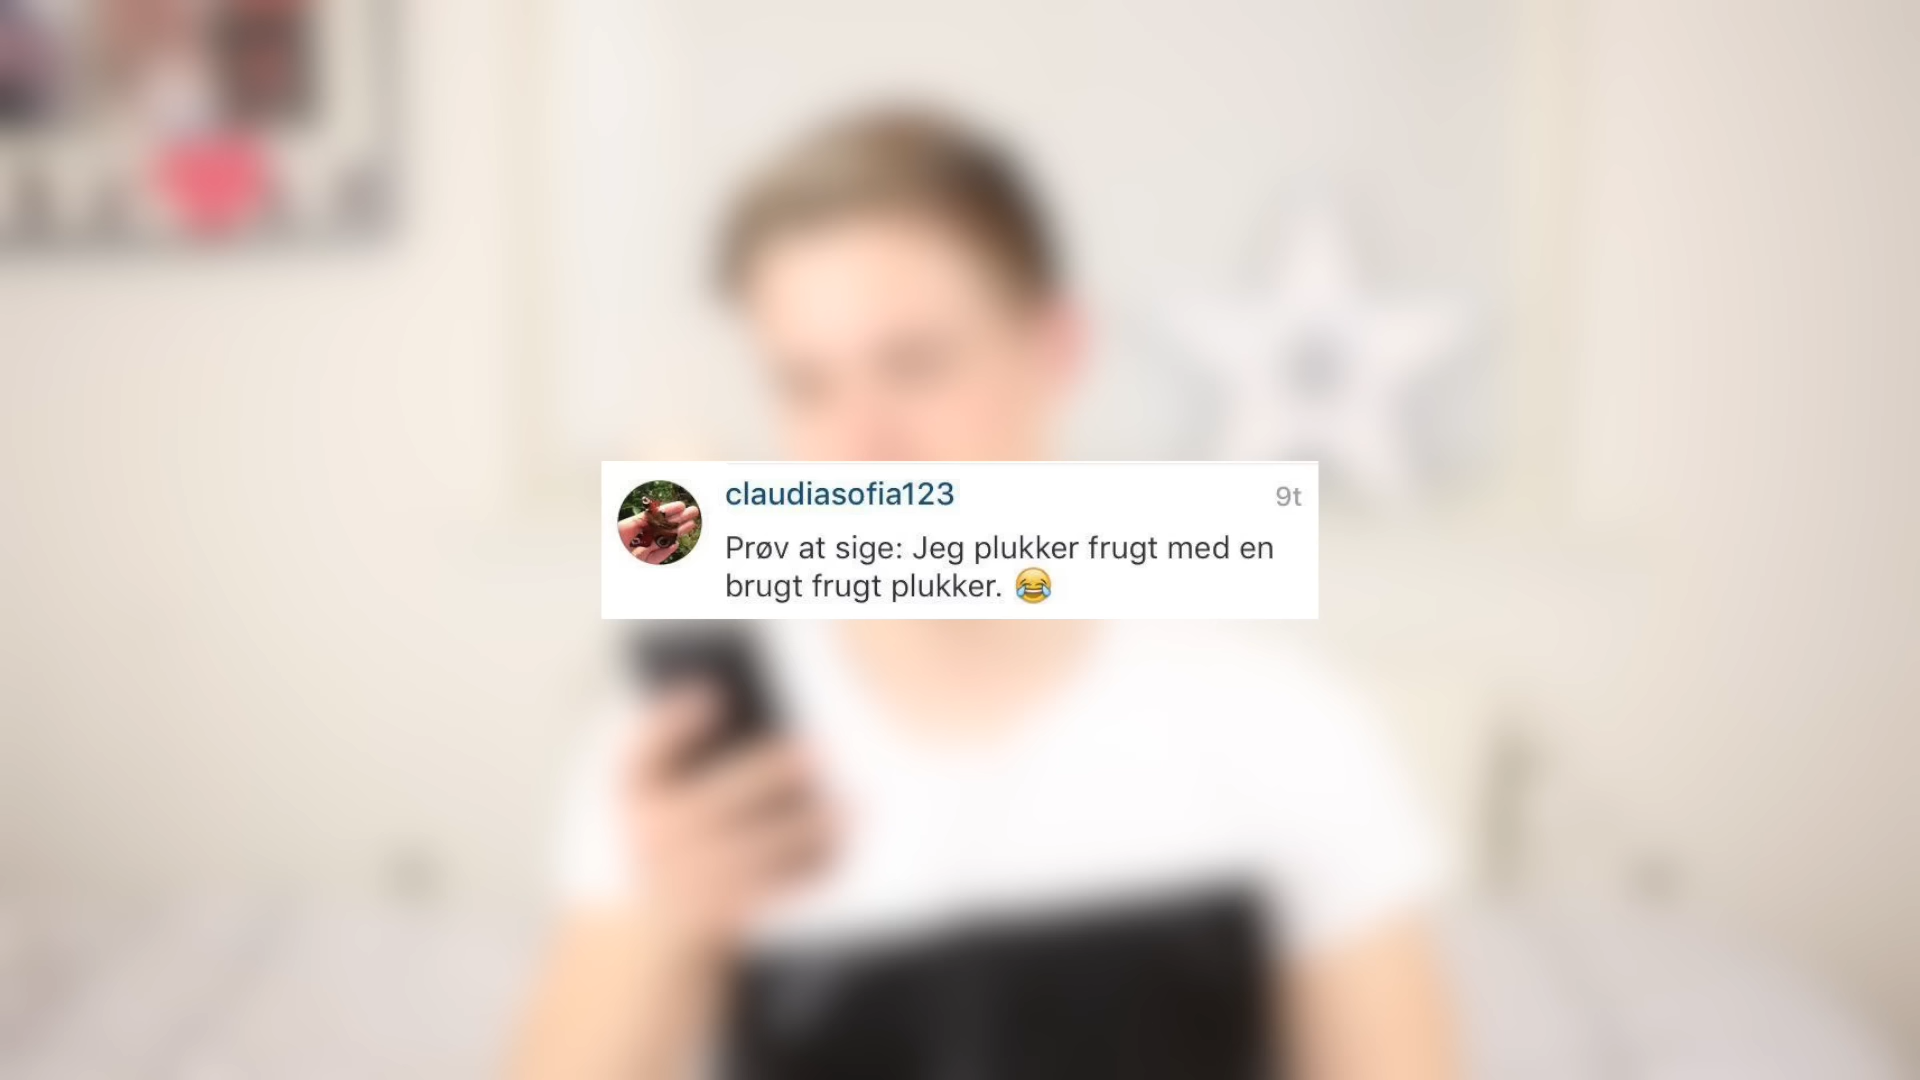 claudiasofia123
9t
Prøv at sige: Jeg plukker frugt med en
brugt frugt plukker. 😂